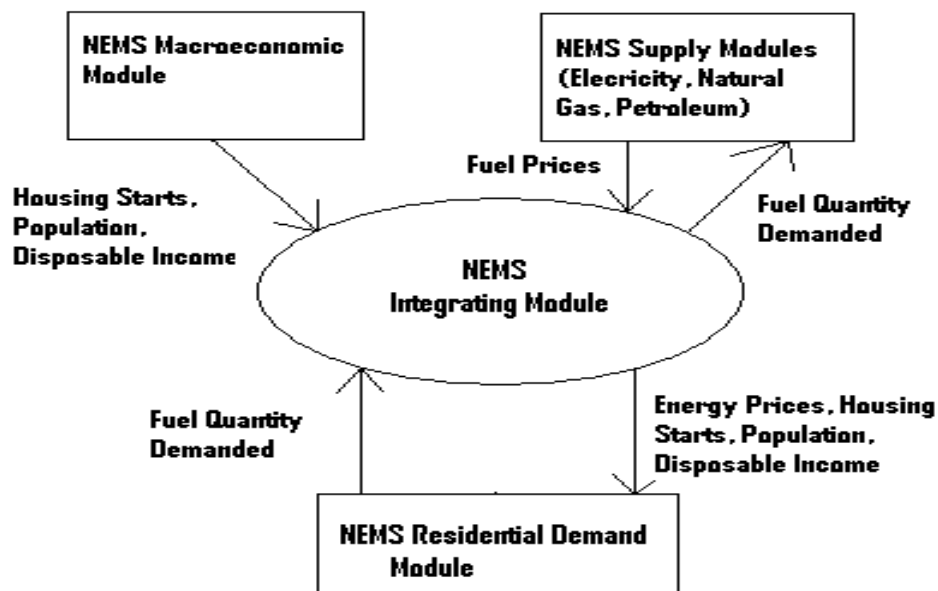 NEMS Macroeconomic
Module
NEMS Supply Modules
(Elecricity, Natural
Gas, Petroleum)
Fuel Prices
Housing Starts,
Population,
Disposable Income
Fuel Quantity
Demanded
NEMS
Integrating Module
Fuel Quantity
Demanded
Energy Prices, Housing
Starts, Population,
Disposable Income
NEMS Residential Demand
Module